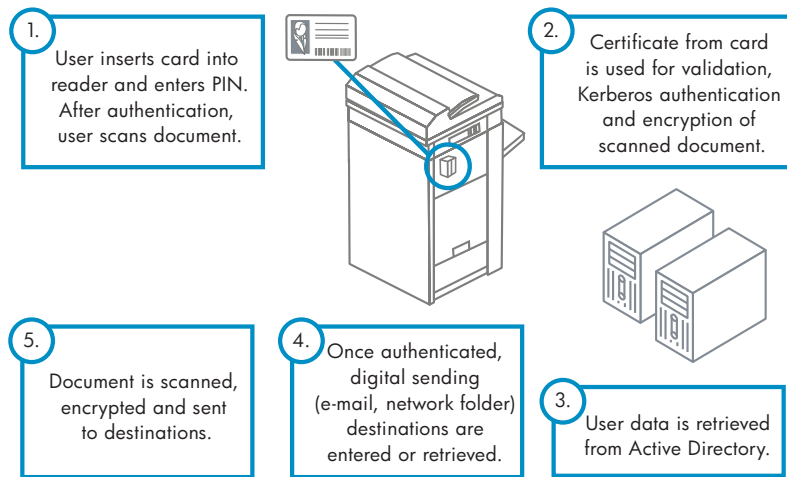 1.
User inserts card into
reader and enters PIN.
After authentication,
user scans document.
2.
Certificate from card
is used for validation,
Kerberos authentication
and encryption of
scanned document.
3.
User data is retrieved
from Active Directory.
4.
Once authenticated,
digital sending
(e-mail, network folder)
destinations are
entered or retrieved.
5.
Document is scanned,
encrypted and sent
to destinations.